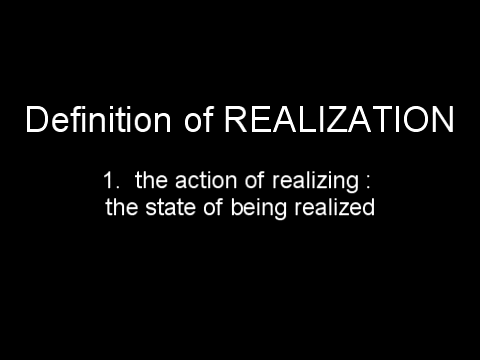 Definition of REALIZATION
1. the action of realizing :
the state of being realized